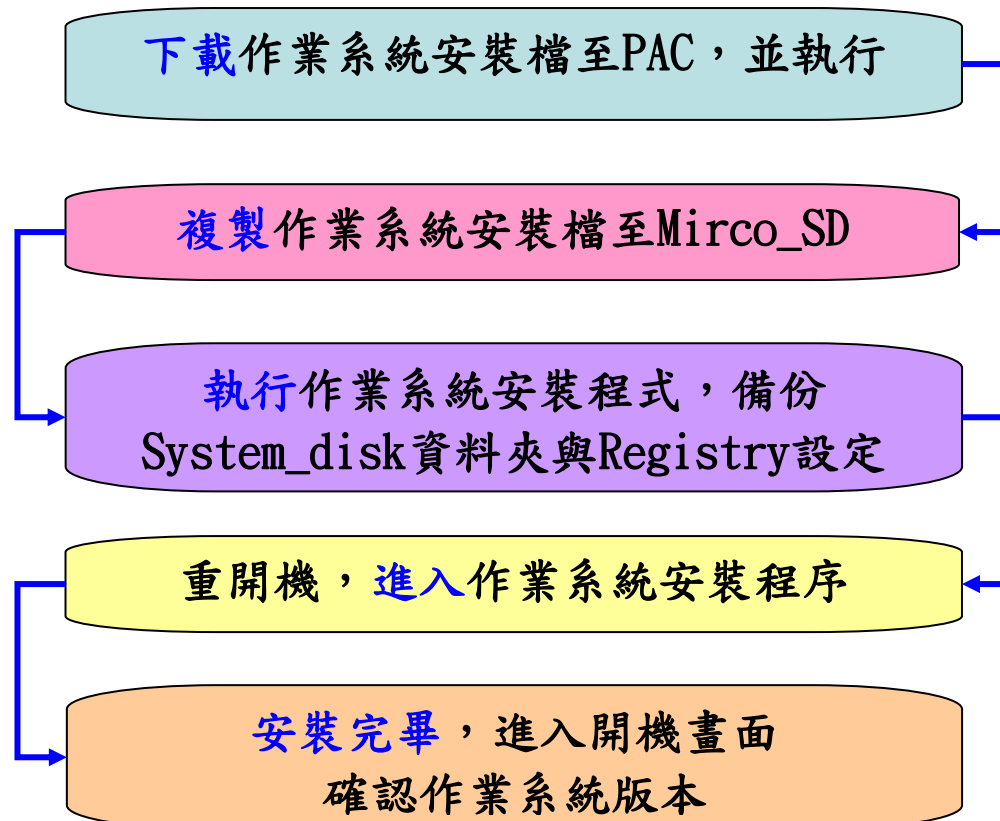 下載作業系統安裝檔至PAC，並執行
複製作業系統安裝檔至Mirco_SD
執行作業系統安裝程式，備份
System_disk資料夾與Registry設定
重開機，進入作業系統安裝程序
安裝完畢，進入開機畫面
確認作業系統版本